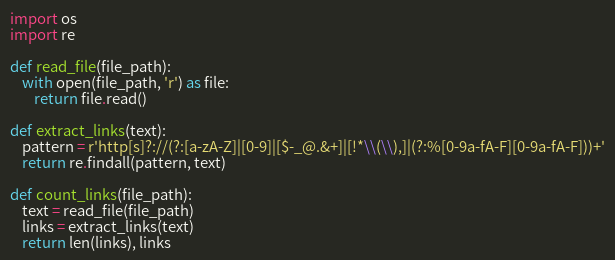 import os
import re

def read_file(file_path):
    with open(file_path, 'r') as file:
        return file.read()

def extract_links(text):
    pattern = r'http[s]?://(?:[a-zA-Z]|[0-9]|[$-_@.&+]|[!*\\(\\),]|(?:%[0-9a-fA-F][0-9a-fA-F]))+'
    return re.findall(pattern, text)

def count_links(file_path):
    text = read_file(file_path)
    links = extract_links(text)
    return len(links), links